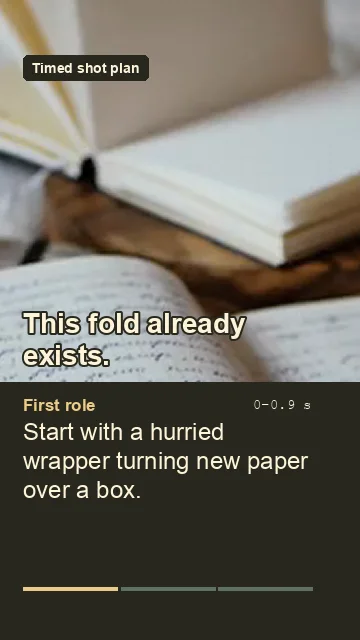 Timed shot plan
This fold already
exists.
First role
0–0.9 s
Start with a hurried
wrapper turning new paper
over a box.